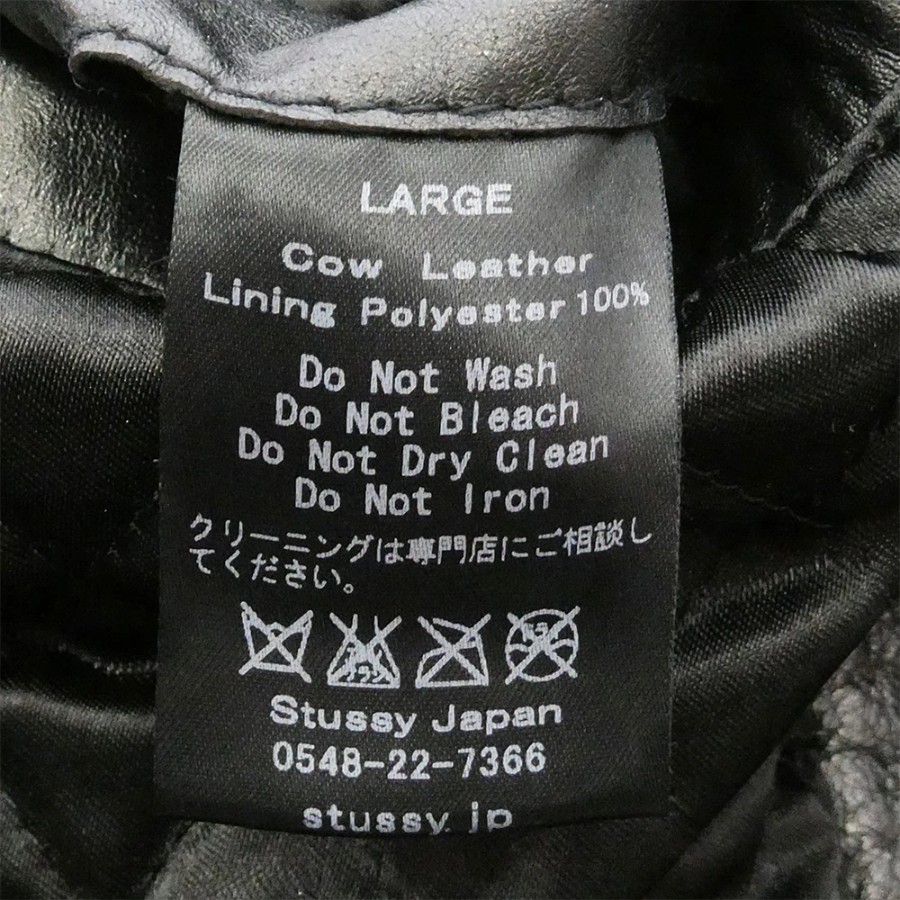 LARGE
Cow Leather
Lining Polyester 100%
Do Not Wash
Do Not Bleach
Do Not Dry Clean
Do Not Iron
クリーニングは専門店にご相談し
てください。
Stussy Japan
0548-22-7366
stussy.jp